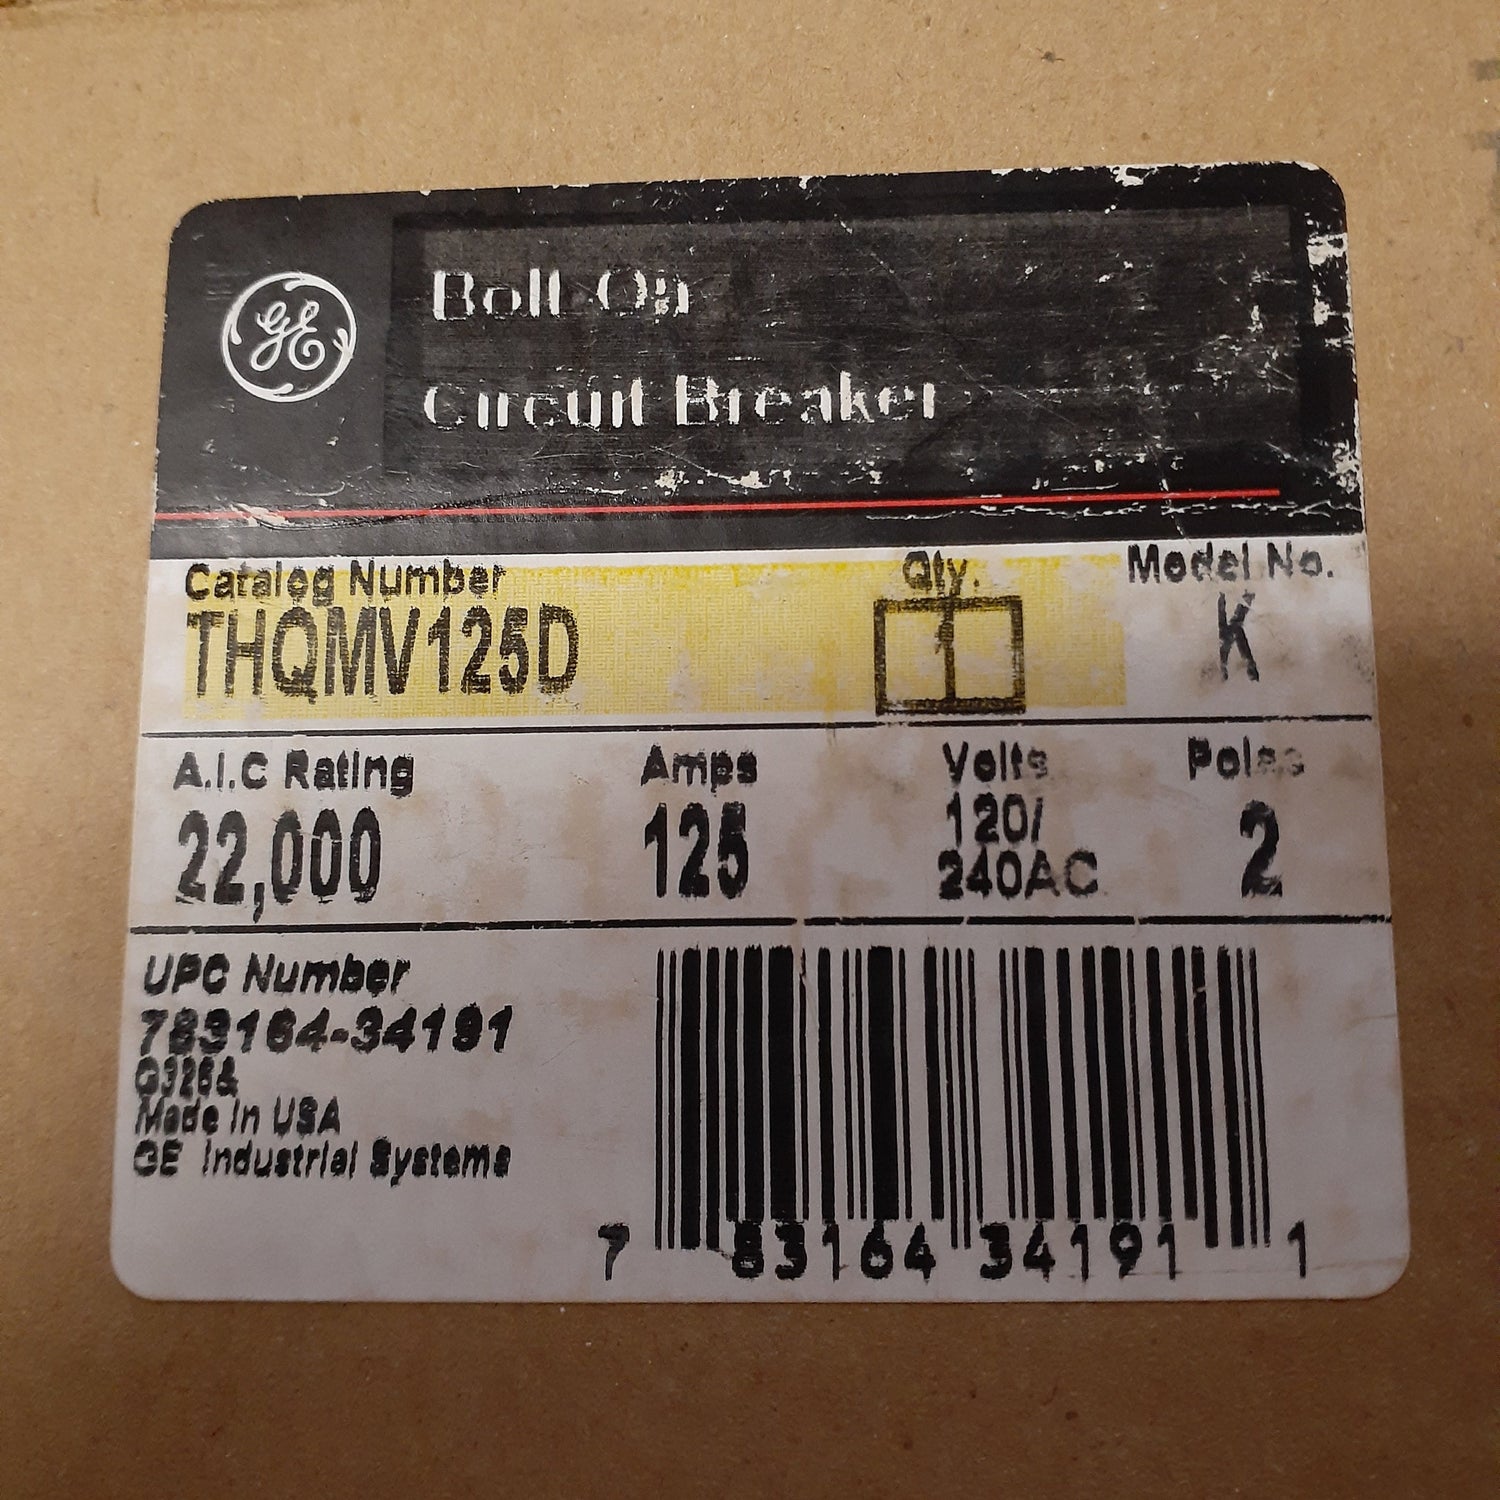 GE
Bolt On
Circuit Breaker
Catalog Number Qty. Model No.
THQMV125D 1 K
A.I.C Rating Amps Volts Poles
22,000 125 120/ 2
240AC
UPC Number
783164-34191
Made In USA
GE Industrial Systems
7 83164 34191 1